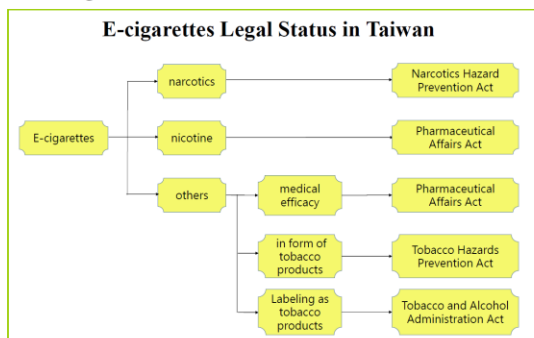 E-cigarettes Legal Status in Taiwan
narcotics
Narcotics Hazard
Prevention Act
E-cigarettes
nicotine
Pharmaceutical
Affairs Act
others
medical
efficacy
Pharmaceutical
Affairs Act
in form of
tobacco
products
Tobacco Hazards
Prevention Act
Labeling as
tobacco
products
Tobacco and Alcohol
Administration Act